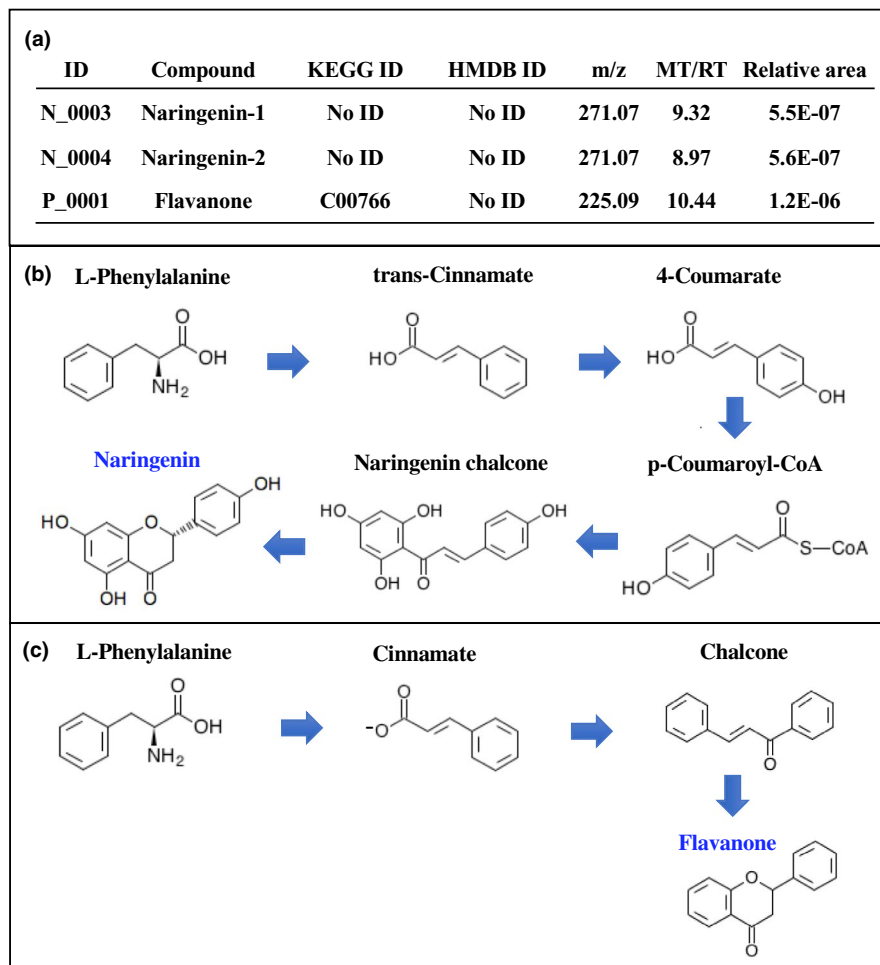 (a)
ID Compound KEGG ID HMDB ID m/z MT/RT Relative area
N_0003 Naringenin-1 No ID No ID 271.07 9.32 5.5E-07
N_0004 Naringenin-2 No ID No ID 271.07 8.97 5.6E-07
P_0001 Flavanone C00766 No ID 225.09 10.44 1.2E-06
(b)
L-Phenylalanine trans-Cinnamate 4-Coumarate
O OH NH2
O HO
O HO OH
Naringenin Naringenin chalcone p-Coumaroyl-CoA
OH HO O OH O
HO OH OH OH O
O S—CoA HO
(c)
L-Phenylalanine Cinnamate Chalcone
O OH NH2
O -O
O
Flavanone
O
O